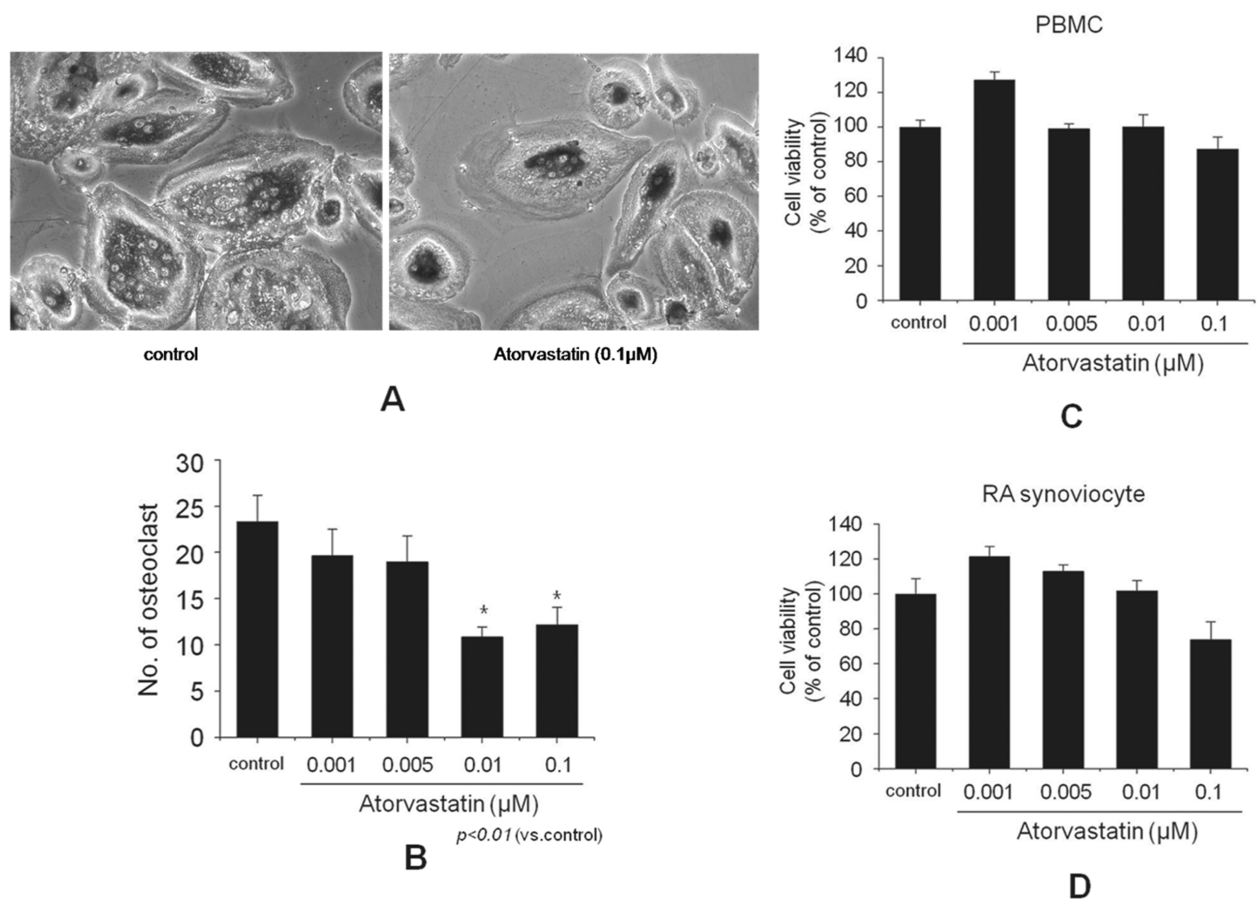 control
Atorvastatin (0.1µM)
A
No. of osteoclast
30
25
20
15
10
5
0
*
*
control
0.001
0.005
0.01
0.1
Atorvastatin (µM)
p<0.01 (vs.control)
B
PBMC
Cell viability
(% of control)
140
120
100
80
60
40
20
0
control
0.001
0.005
0.01
0.1
Atorvastatin (µM)
C
RA synoviocyte
Cell viability
(% of control)
140
120
100
80
60
40
20
0
control
0.001
0.005
0.01
0.1
Atorvastatin (µM)
D